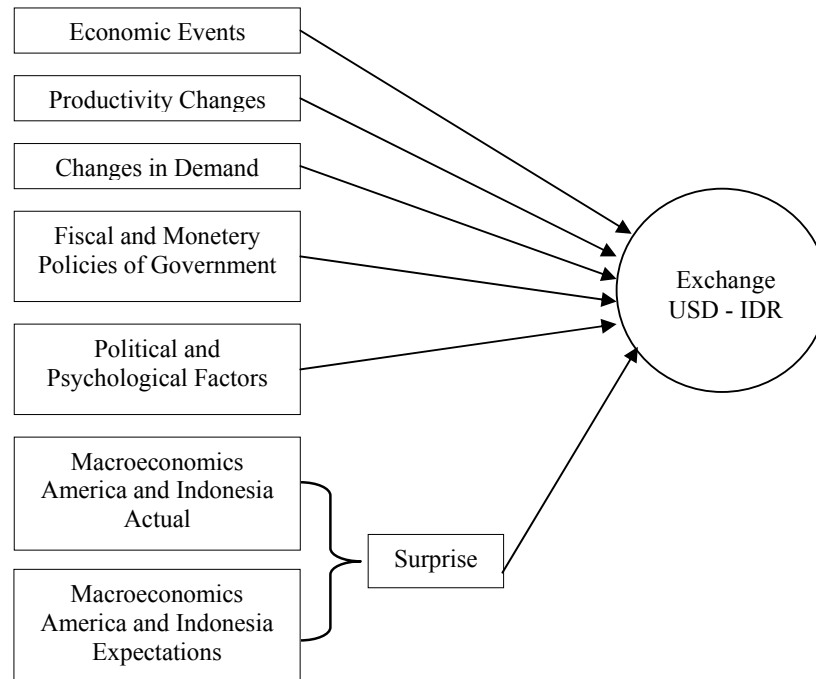 Economic Events
Productivity Changes
Changes in Demand
Fiscal and Monetery
Policies of Government
Political and
Psychological Factors
Macroeconomics
America and Indonesia
Actual
Macroeconomics
America and Indonesia
Expectations
Surprise
Exchange
USD - IDR